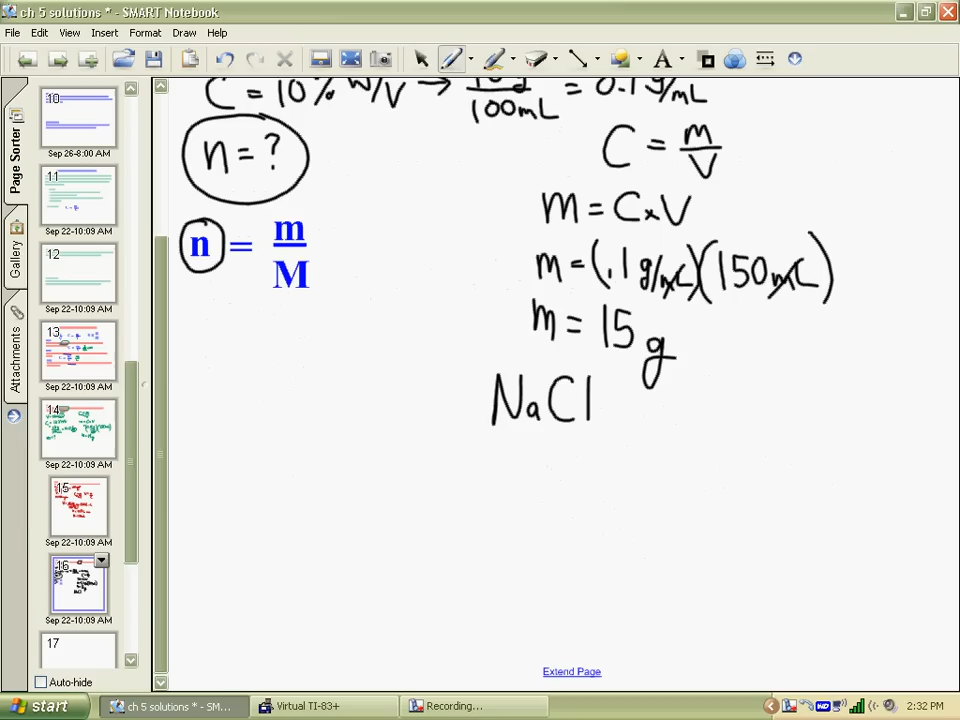 ch 5 solutions * - SMART Notebook
File Edit View Insert Format Draw Help
Page Sorter
Gallery
Attachments
10
Sep 26-8:00 AM
11
Sep 22-10:09 AM
12
Sep 22-10:09 AM
13
Sep 22-10:09 AM
14
Sep 22-10:09 AM
15
Sep 22-10:09 AM
16
Sep 22-10:09 AM
17
Auto-hide
C = 10% W/V → 10g/100mL = 0.1 g/mL
n = ?
n = m/M
C = m/V
m = C×V
m = (.1 g/mL)(150mL)
m = 15 g
NaCl
Extend Page
start
ch 5 solutions * - SM...
Virtual TI-83+
Recording...
2:32 PM